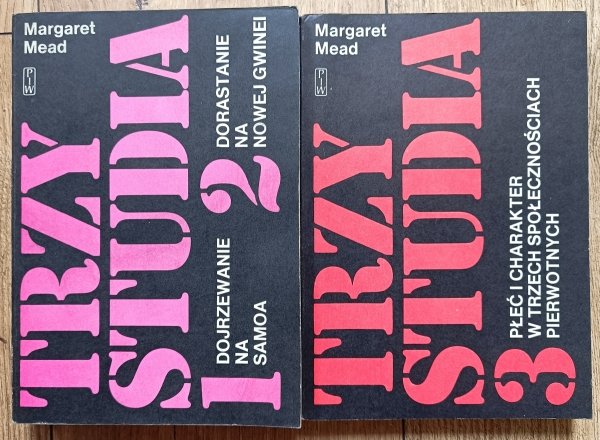 Margaret
Mead
PIW
TRZY
STUDIA
1
DOJRZEWANIE
NA
SAMOA
2
DORASTANIE
NA
NOWEJ GWINEI
Margaret
Mead
PIW
TRZY
STUDIA
3
PŁEĆ I CHARAKTER
W TRZECH SPOŁECZNOŚCIACH
PIERWOTNYCH